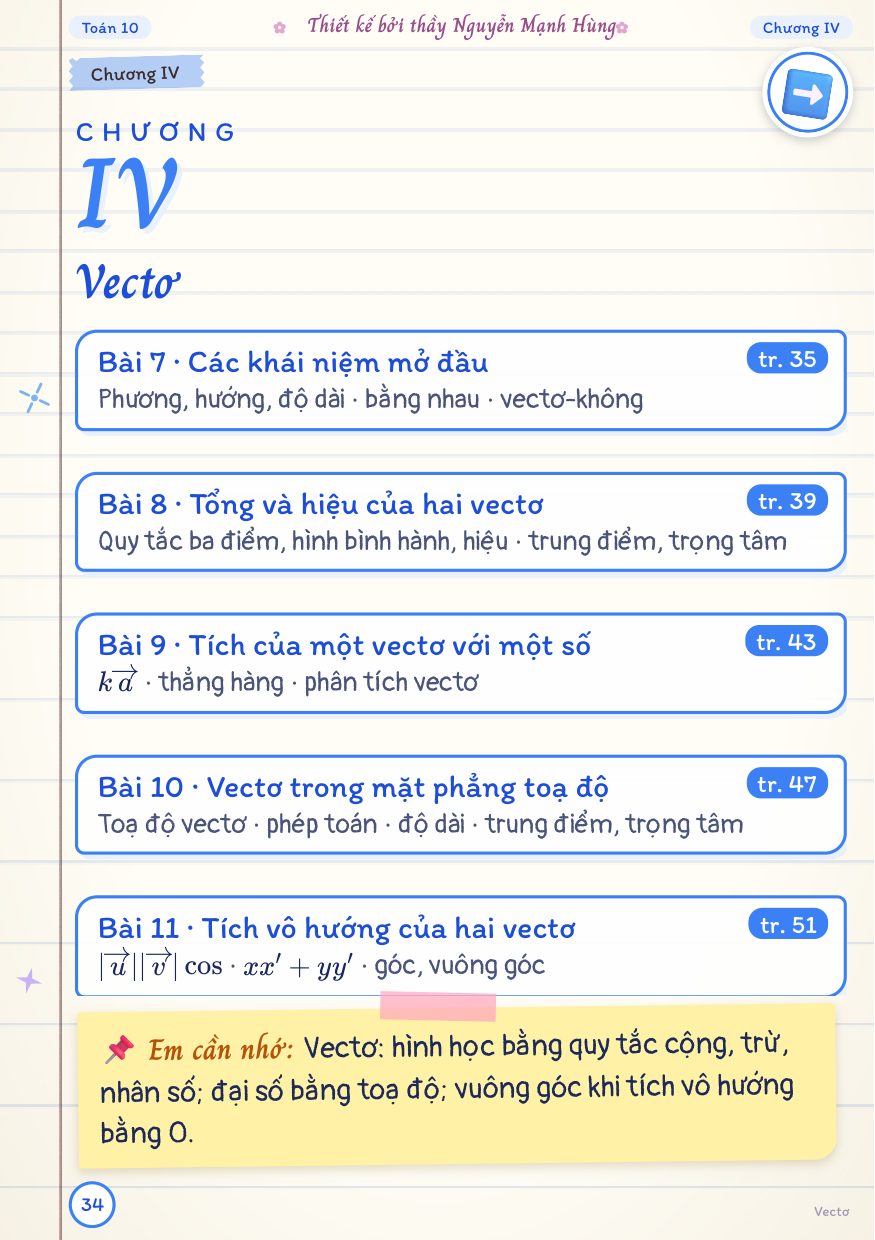 Toán 10
Thiết kế bởi thầy Nguyễn Mạnh Hùng
Chương IV
Chương IV
CHƯƠNG
IV
Vectơ
Bài 7 · Các khái niệm mở đầu
tr. 35
Phương, hướng, độ dài · bằng nhau · vectơ-không
Bài 8 · Tổng và hiệu của hai vectơ
tr. 39
Quy tắc ba điểm, hình bình hành, hiệu · trung điểm, trọng tâm
Bài 9 · Tích của một vectơ với một số
tr. 43
$k\overrightarrow{a}$ · thẳng hàng · phân tích vectơ
Bài 10 · Vectơ trong mặt phẳng toạ độ
tr. 47
Toạ độ vectơ · phép toán · độ dài · trung điểm, trọng tâm
Bài 11 · Tích vô hướng của hai vectơ
tr. 51
$|\overrightarrow{u}||\overrightarrow{v}|\cos$ · $xx' + yy'$ · góc, vuông góc
Em cần nhớ: Vectơ: hình học bằng quy tắc cộng, trừ,
nhân số; đại số bằng toạ độ; vuông góc khi tích vô hướng
bằng 0.
34
Vectơ